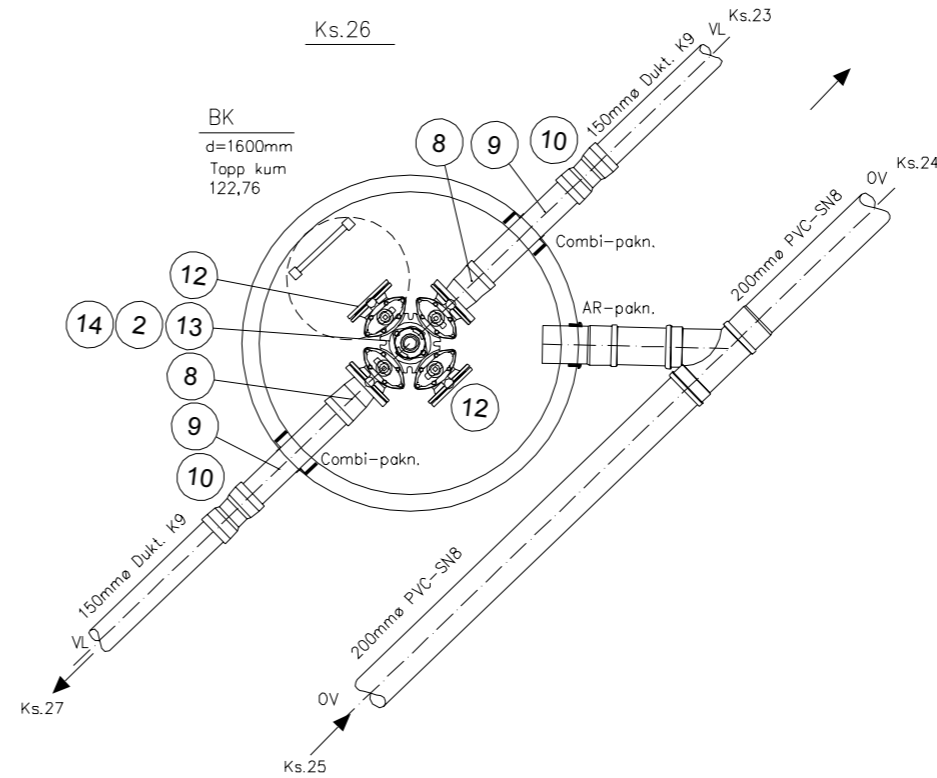 Ks.26
Ks.23
VL
150mmø Dukt. K9
BK
d=1600mm
Topp kum
122,76
8
9
10
Ks.24
OV
200mmø PVC-SN8
Combi-pakn.
12
AR-pakn.
14
2
13
8
12
9
Combi-pakn.
10
150mmø Dukt. K9
200mmø PVC-SN8
VL
OV
Ks.27
Ks.25